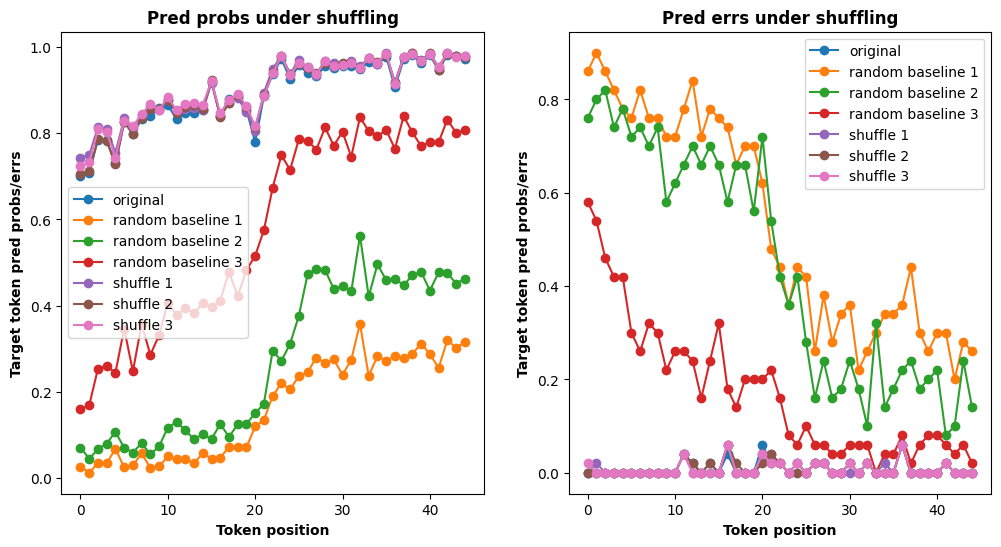 Pred probs under shuffling
Target token pred probs/errs
1.0
0.8
0.6
0.4
0.2
0.0
original
random baseline 1
random baseline 2
random baseline 3
shuffle 1
shuffle 2
shuffle 3
0
10
20
30
40
Token position
Pred errs under shuffling
Target token pred probs/errs
0.8
0.6
0.4
0.2
0.0
original
random baseline 1
random baseline 2
random baseline 3
shuffle 1
shuffle 2
shuffle 3
0
10
20
30
40
Token position